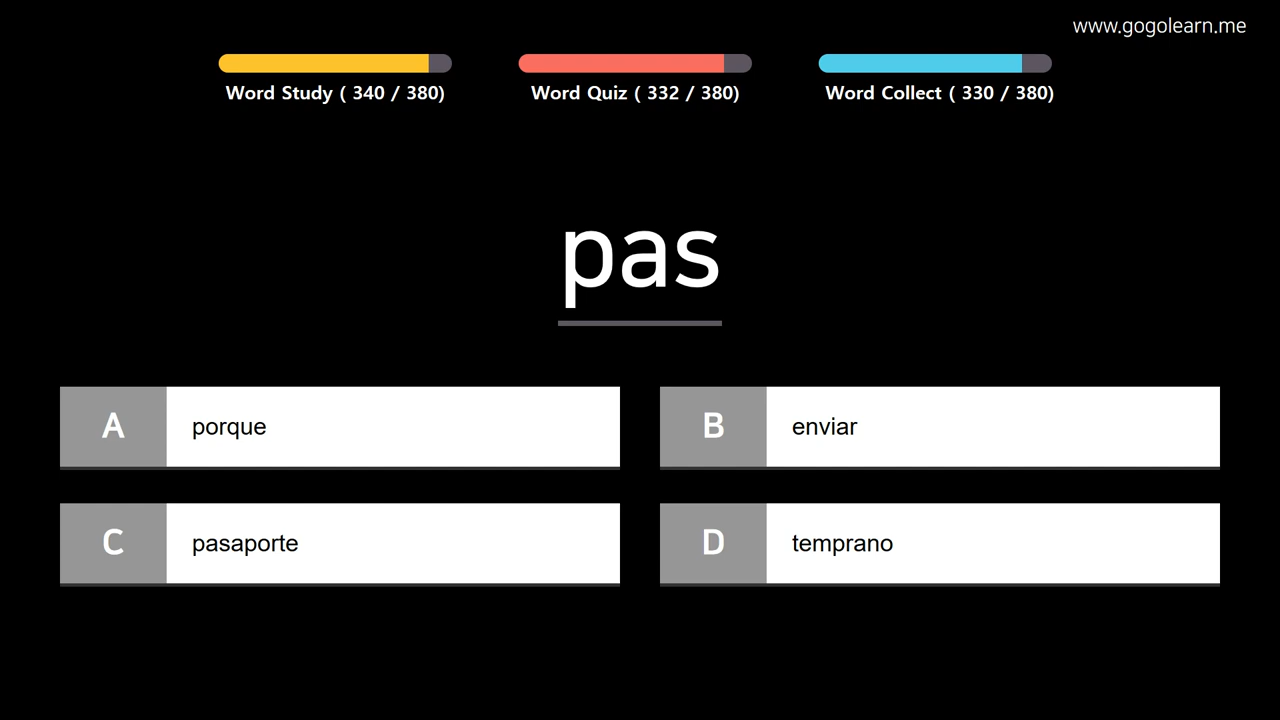 www.gogolearn.me
Word Study ( 340 / 380)
Word Quiz ( 332 / 380)
Word Collect ( 330 / 380)
pas
A porque
B enviar
C pasaporte
D temprano